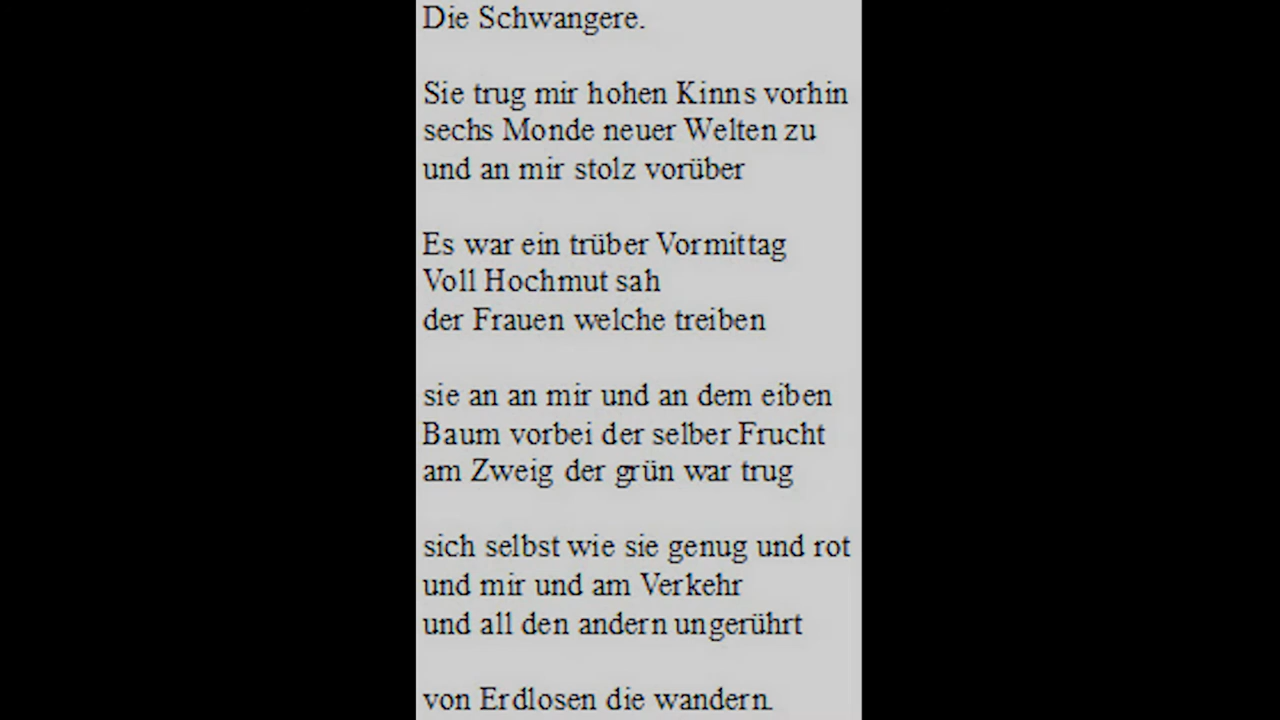 Die Schwangere.
Sie trug mir hohen Kinns vorhin
sechs Monde neuer Welten zu
und an mir stolz vorüber
Es war ein trüber Vormittag
Voll Hochmut sah
der Frauen welche treiben
sie an an mir und an dem eiben
Baum vorbei der selber Frucht
am Zweig der grün war trug
sich selbst wie sie genug und rot
und mir und am Verkehr
und all den andern ungerührt
von Erdlosen die wandern.